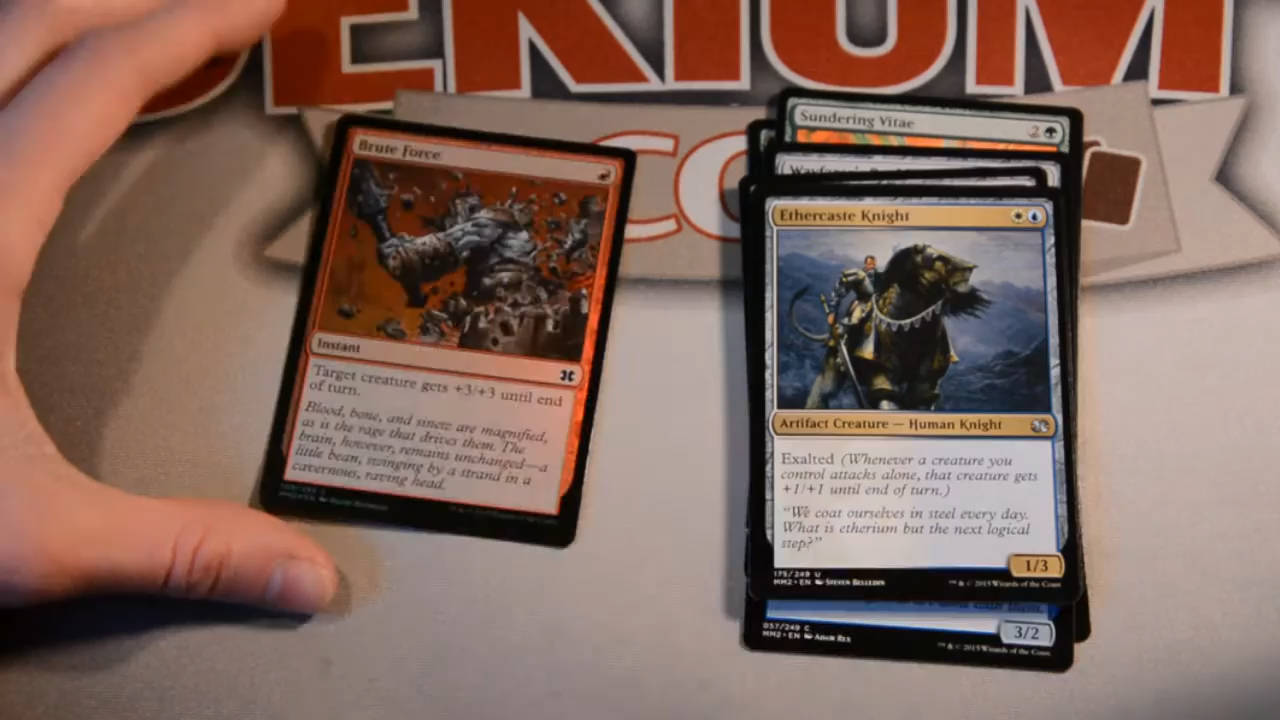 EKIUM
CO
Brute Force
Instant
Target creature gets +3/+3 until end
of turn.
Blood, bone, and sinew are magnified,
as is the rage that drives them. The
brain, however, remains unchanged—a
little bean, swinging by a strand in a
cavernous, raving head.
Sundering Vitae
2
Ethercaste Knight
Artifact Creature — Human Knight
Exalted (Whenever a creature you
control attacks alone, that creature gets
+1/+1 until end of turn.)
"We coat ourselves in steel every day.
What is etherium but the next logical
step?"
1/3
175/249 U
MM2 • EN Steven Belledin
™ & © 2015 Wizards of the Coast
3/2
057/249 C
MM2 • EN Adam Rex
™ & © 2015 Wizards of the Coast